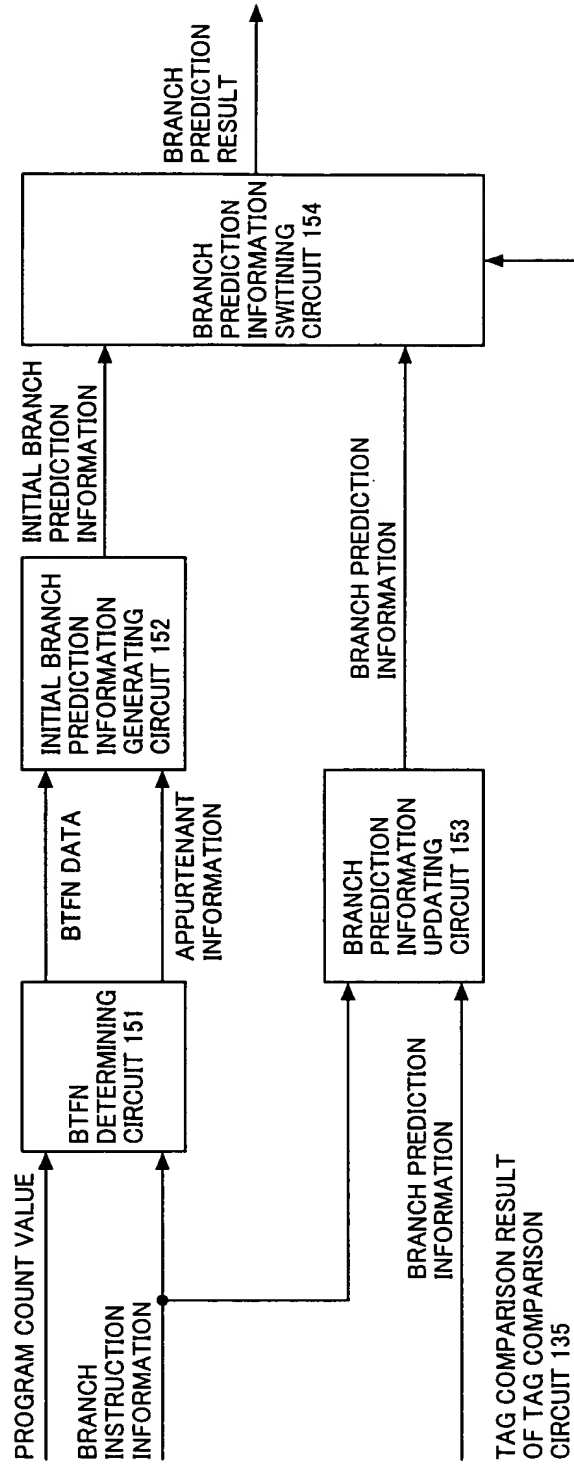 PROGRAM COUNT VALUE
BRANCH
INSTRUCTION
INFORMATION
BTFN
DETERMINING
CIRCUIT 151
BTFN DATA
APPURTENANT
INFORMATION
INITIAL BRANCH
PREDICTION
INFORMATION
GENERATING
CIRCUIT 152
INITIAL BRANCH
PREDICTION
INFORMATION
BRANCH
PREDICTION
INFORMATION
SWITINING
CIRCUIT 154
BRANCH
PREDICTION
RESULT
BRANCH PREDICTION
INFORMATION
BRANCH
PREDICTION
INFORMATION
UPDATING
CIRCUIT 153
BRANCH PREDICTION
INFORMATION
TAG COMPARISON RESULT
OF TAG COMPARISON
CIRCUIT 135